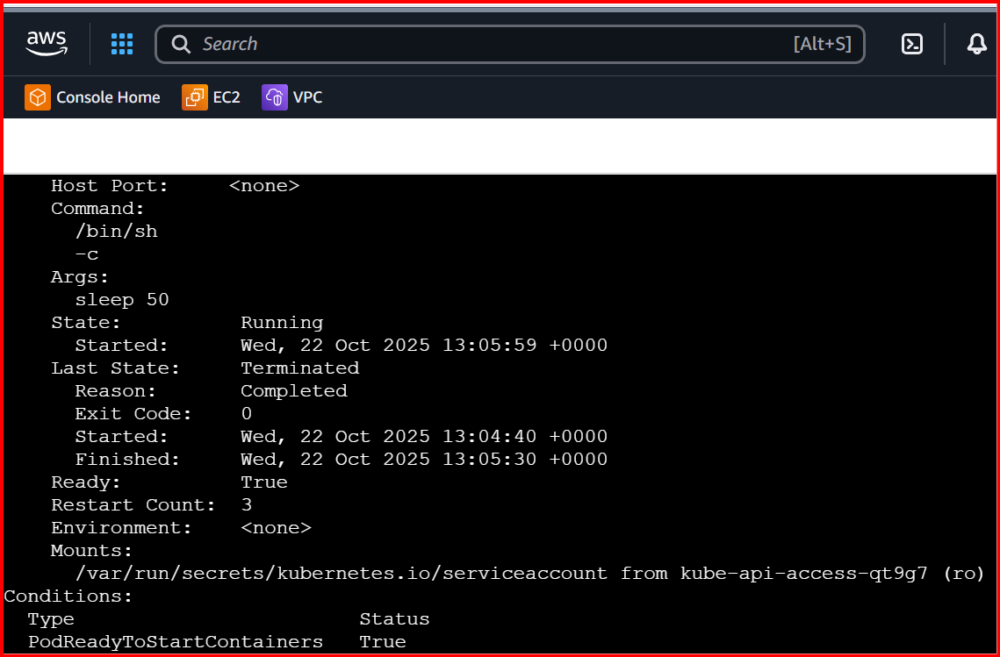 aws
Search [Alt+S]
Console Home EC2 VPC
Host Port: <none>
Command:
/bin/sh
-c
Args:
sleep 50
State: Running
Started: Wed, 22 Oct 2025 13:05:59 +0000
Last State: Terminated
Reason: Completed
Exit Code: 0
Started: Wed, 22 Oct 2025 13:04:40 +0000
Finished: Wed, 22 Oct 2025 13:05:30 +0000
Ready: True
Restart Count: 3
Environment: <none>
Mounts:
/var/run/secrets/kubernetes.io/serviceaccount from kube-api-access-qt9g7 (ro)
Conditions:
Type Status
PodReadyToStartContainers True